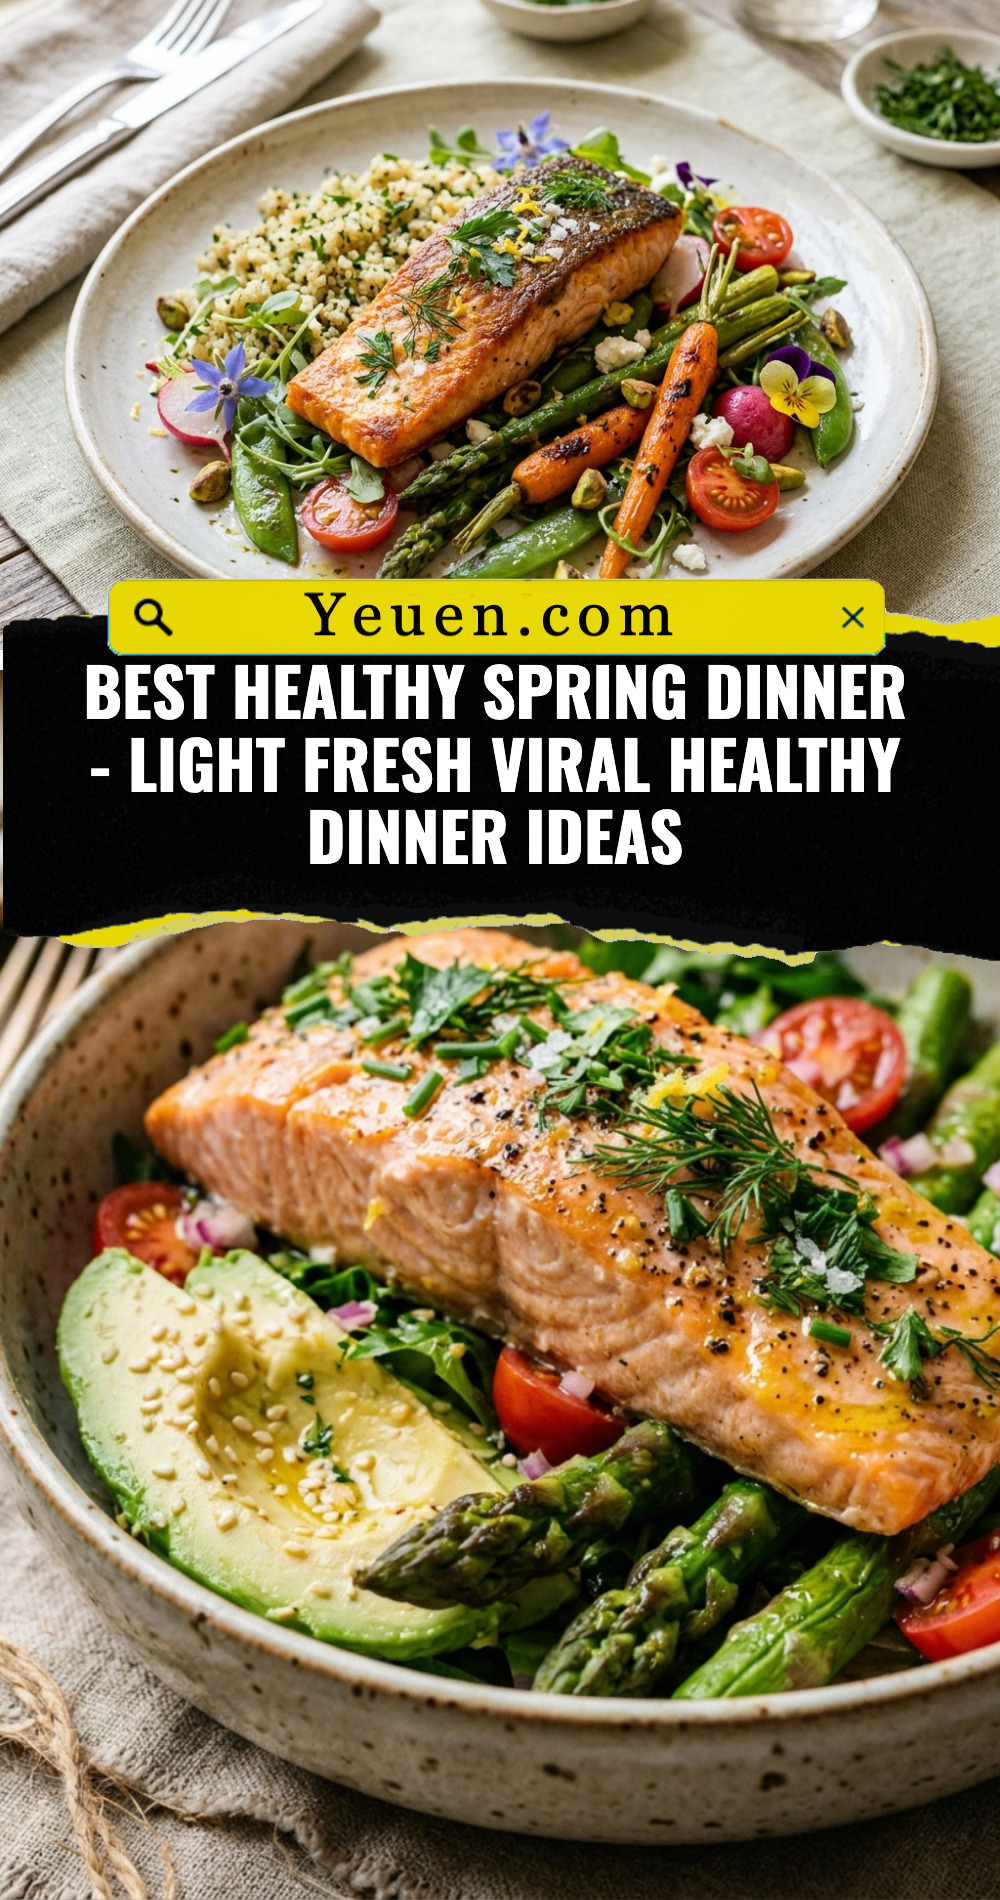 Yeuen.com
BEST HEALTHY SPRING DINNER
- LIGHT FRESH VIRAL HEALTHY
DINNER IDEAS